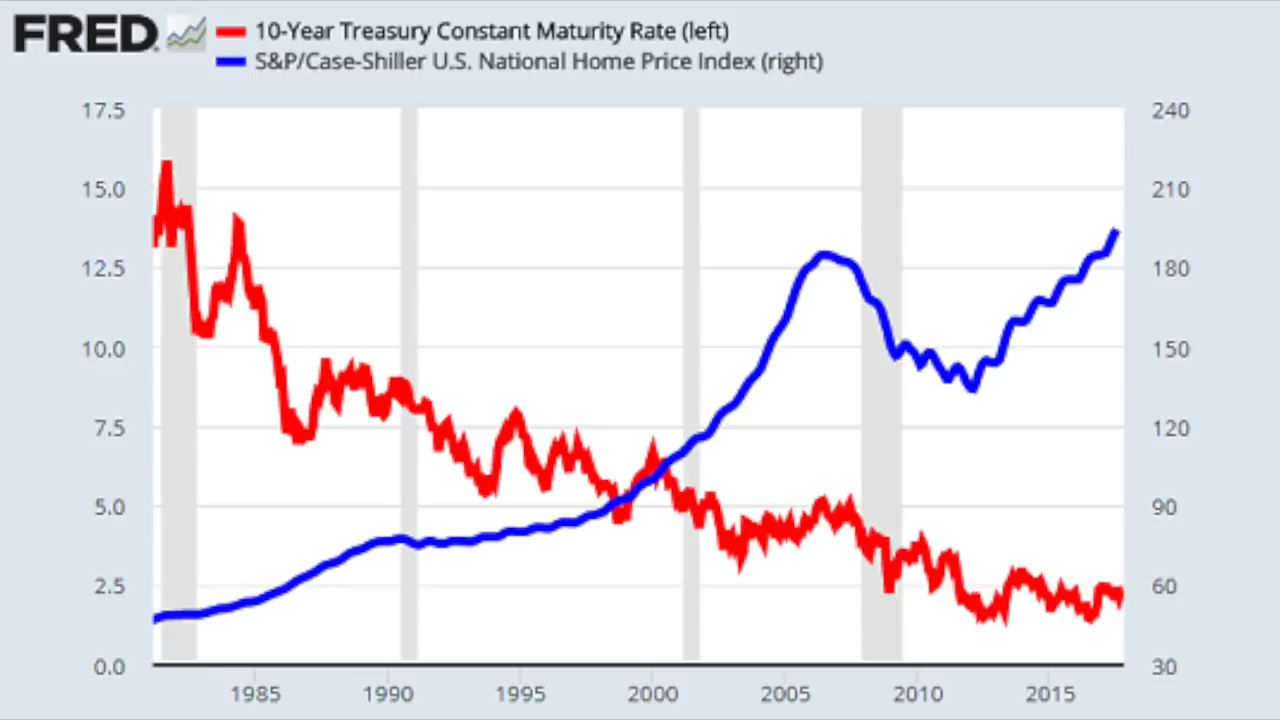 FRED
10-Year Treasury Constant Maturity Rate (left)
S&P/Case-Shiller U.S. National Home Price Index (right)
17.5 240
15.0 210
12.5 180
10.0 150
7.5 120
5.0 90
2.5 60
0.0 30
1985 1990 1995 2000 2005 2010 2015